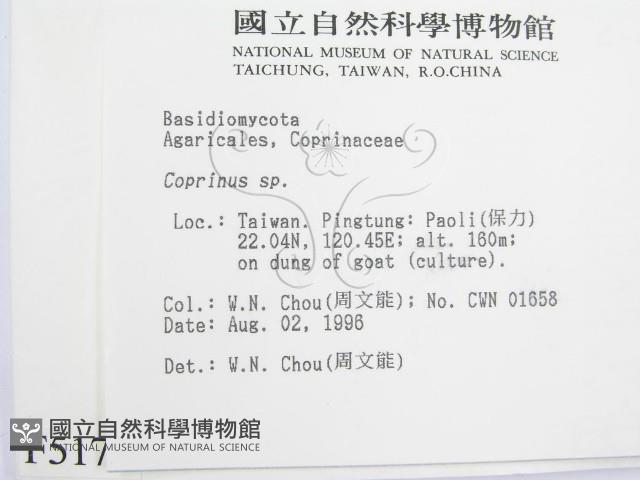 國立自然科學博物館
NATIONAL MUSEUM OF NATURAL SCIENCE
TAICHUNG, TAIWAN, R.O.CHINA
Basidiomycota
Agaricales, Coprinaceae
Coprinus sp.
Loc.: Taiwan. Pingtung: Paoli(保力)
22.04N, 120.45E; alt. 160m;
on dung of goat (culture).
Col.: W.N. Chou(周文能); No. CWN 01658
Date: Aug. 02, 1996
Det.: W.N. Chou(周文能)
國立自然科學博物館
NATIONAL MUSEUM OF NATURAL SCIENCE
F517